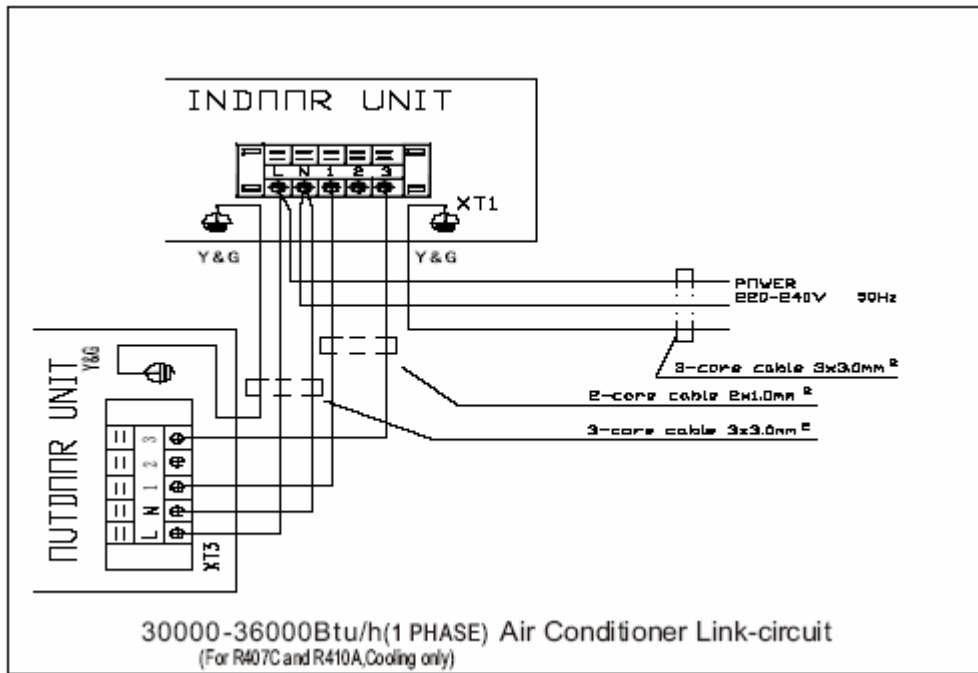 INDOOR UNIT
L N 1 2 3
XT1
Y&G
Y&G
POWER
220-240V 50Hz
3-core cable 3x3.0mm²
2-core cable 2x1.0mm²
3-core cable 3x3.0mm²
OUTDOOR UNIT
Y&G
L N 1 2 3
XT3
30000-36000Btu/h(1 PHASE) Air Conditioner Link-circuit
(For R407C and R410A,Cooling only)